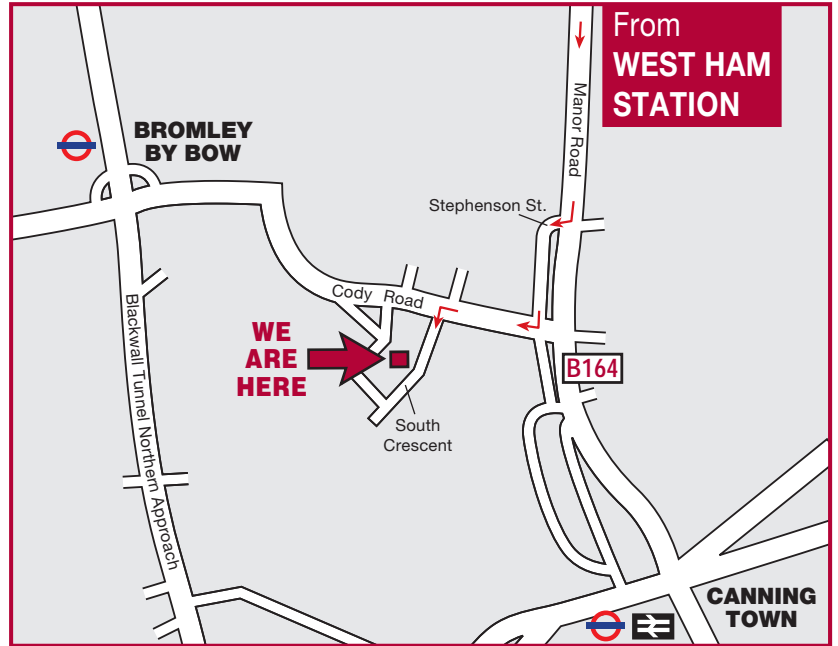 From
WEST HAM
STATION
Manor Road
BROMLEY
BY BOW
Stephenson St.
Cody Road
WE
ARE
HERE
B164
Blackwall Tunnel Northern Approach
South
Crescent
CANNING
TOWN